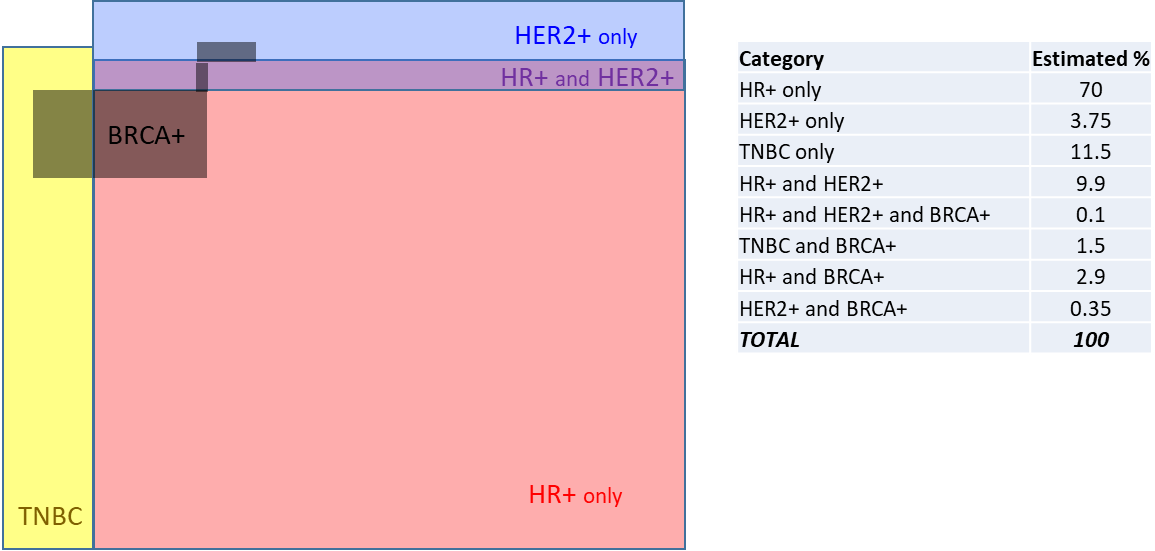 HER2+ only
HR+ and HER2+
BRCA+
HR+ only
TNBC
Category Estimated %
HR+ only 70
HER2+ only 3.75
TNBC only 11.5
HR+ and HER2+ 9.9
HR+ and HER2+ and BRCA+ 0.1
TNBC and BRCA+ 1.5
HR+ and BRCA+ 2.9
HER2+ and BRCA+ 0.35
TOTAL 100